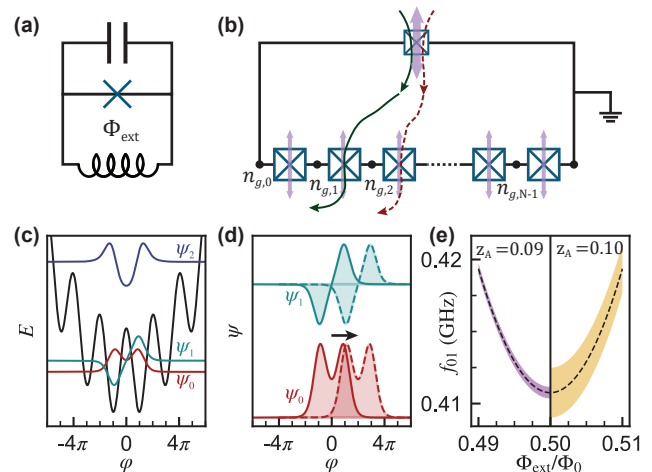 (a)
Φext
(b)
ng,0
ng,1
ng,2
ng,N-1
(c)
E
ψ2
ψ1
ψ0
-4π 0 4π
φ
(d)
ψ
ψ1
ψ0
-4π 0 4π
φ
(e)
zA=0.09 zA=0.10
f01 (GHz)
0.42
0.41
0.49 0.50 0.51
Φext/Φ0